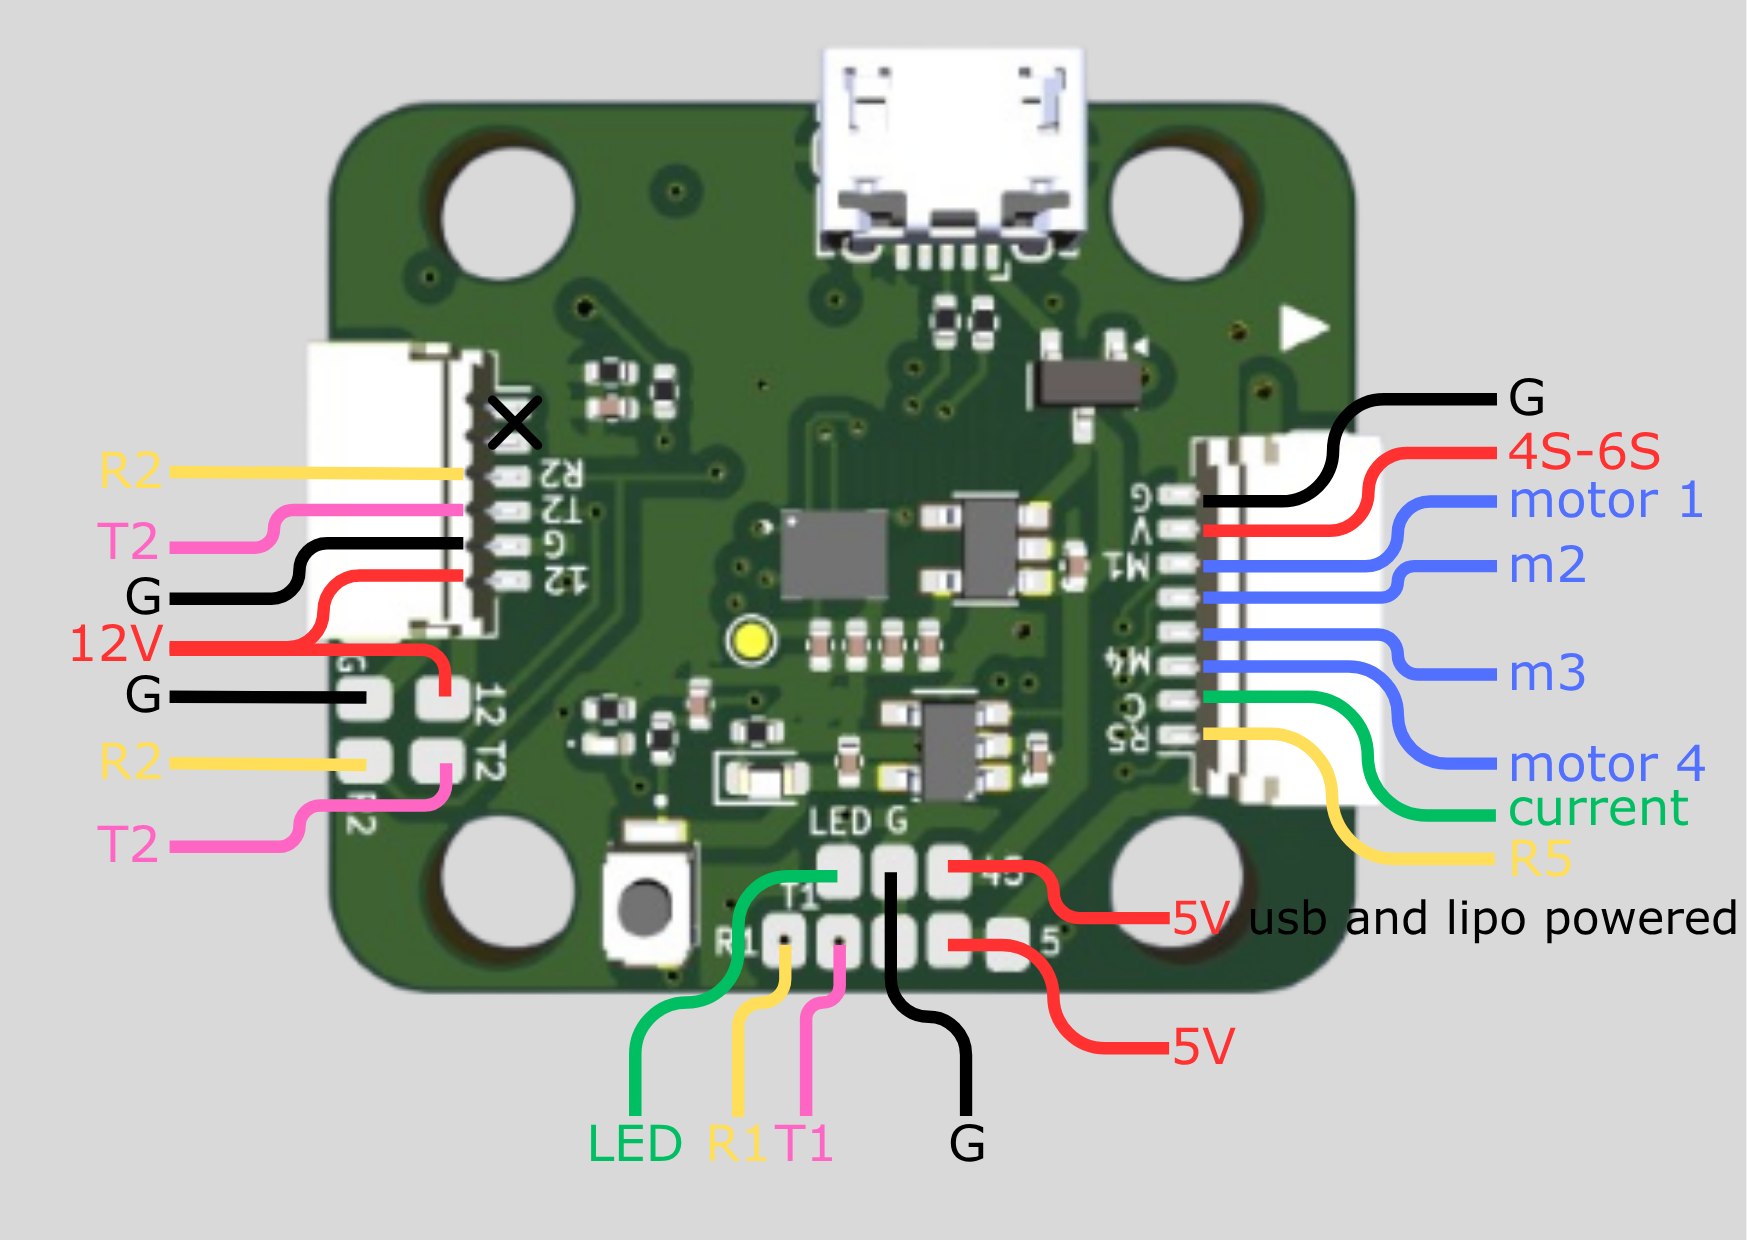 G
4S-6S
motor 1
m2
m3
motor 4
current
R5
5V usb and lipo powered
5V
R2
T2
G
12V
G
R2
T2
LED
R1
T1
G
R2
T2
G
12
G
12
T2
R2
G
V
M1
M4
C
R5
LED G
T1
R1
45
5